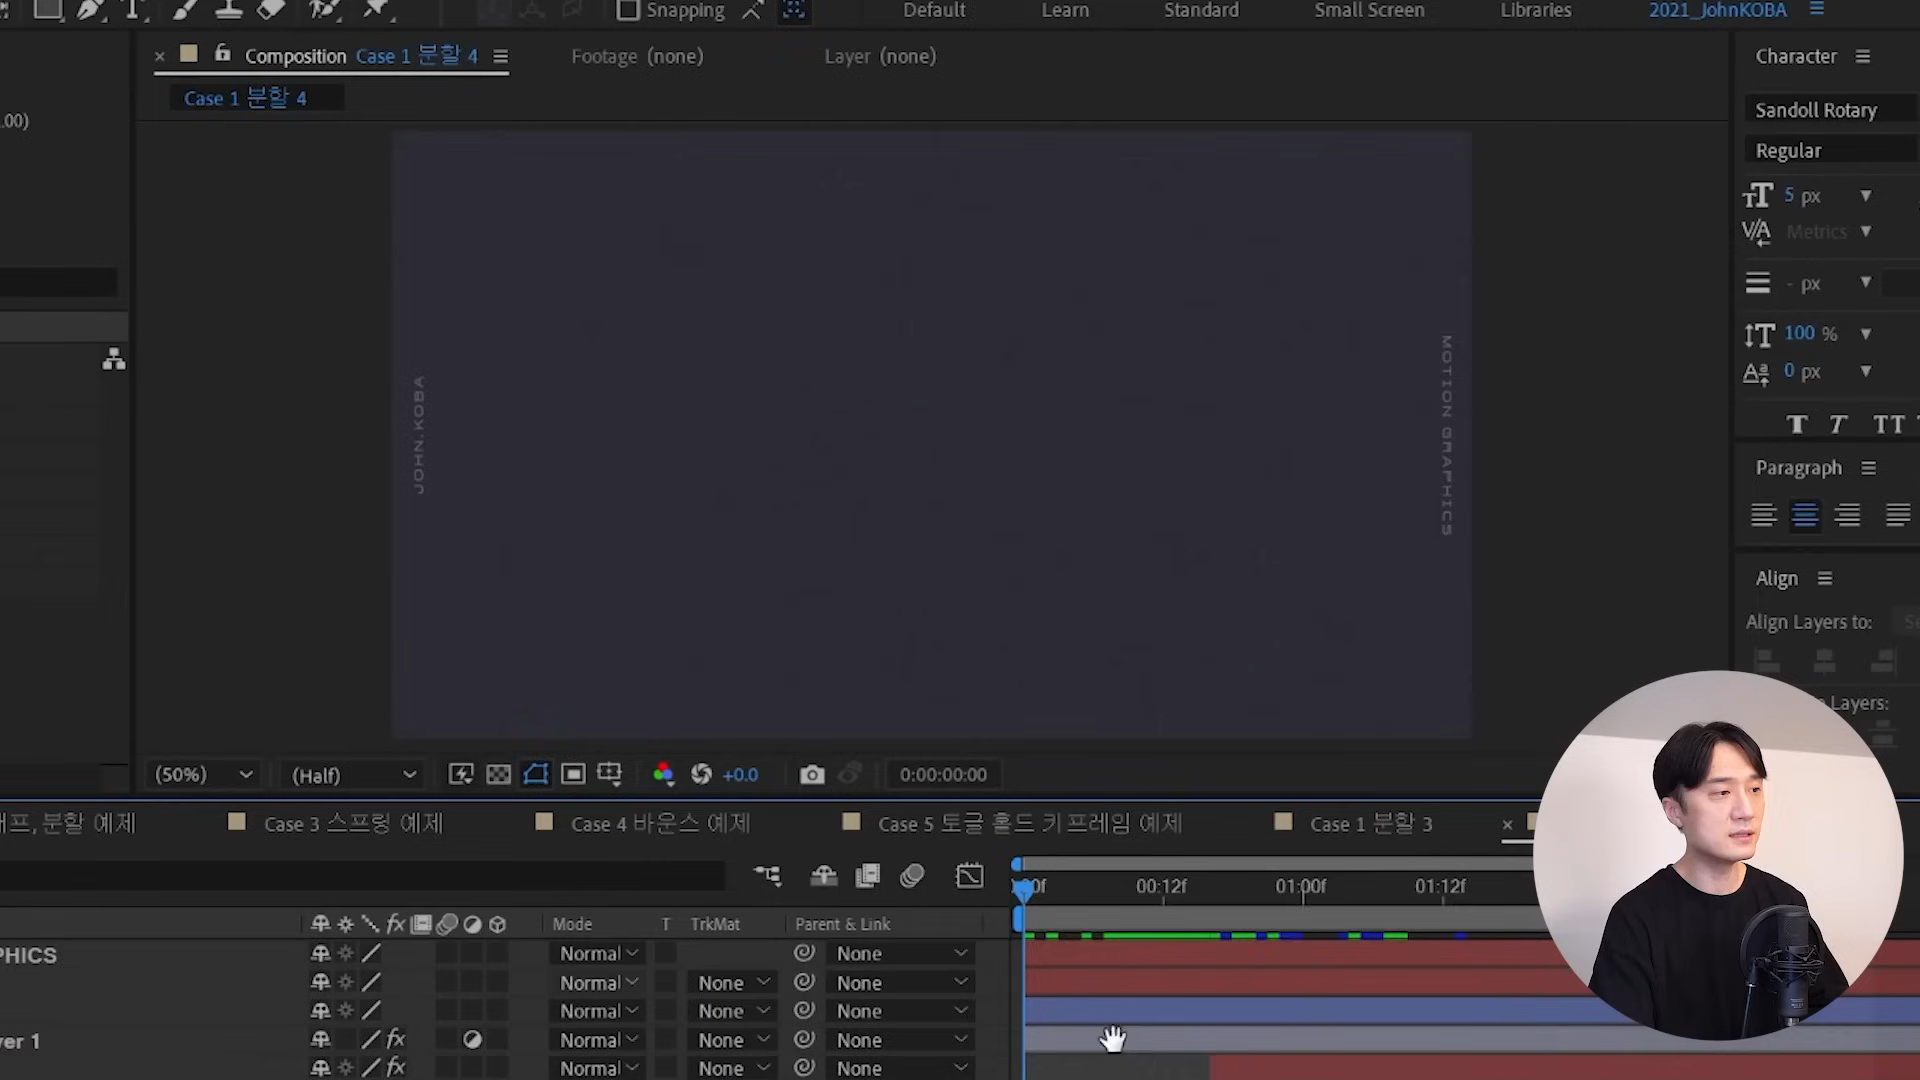 Snapping
Default
Learn
Standard
Small Screen
Libraries
2021_JohnKOBA
Composition Case 1 분할 4
Footage (none)
Layer (none)
Case 1 분할 4
.00)
JOHN.KOBA
MOTION GRAPHICS
Character
Sandoll Rotary
Regular
5 px
Metrics
- px
100 %
0 px
Paragraph
Align
Align Layers to:
Layers:
(50%)
(Half)
+0.0
0:00:00:00
분할 예제
Case 3 스프링 예제
Case 4 바운스 예제
Case 5 토글 홀드 키프레임 예제
Case 1 분할 3
00:12f
01:00f
01:12f
Mode
T
TrkMat
Parent & Link
PHICS
Normal
None
Normal
None
None
Normal
None
None
er 1
Normal
None
None
Normal
None
None